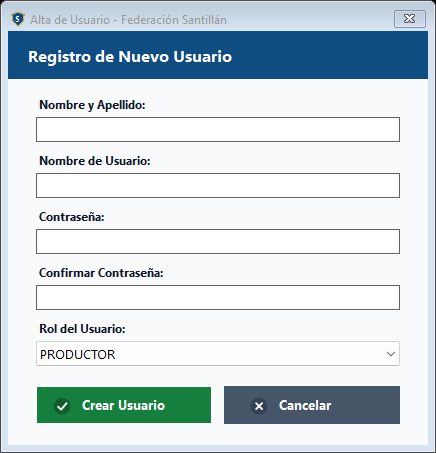 Alta de Usuario - Federación Santillán
Registro de Nuevo Usuario
Nombre y Apellido:
Nombre de Usuario:
Contraseña:
Confirmar Contraseña:
Rol del Usuario:
PRODUCTOR
Crear Usuario
Cancelar